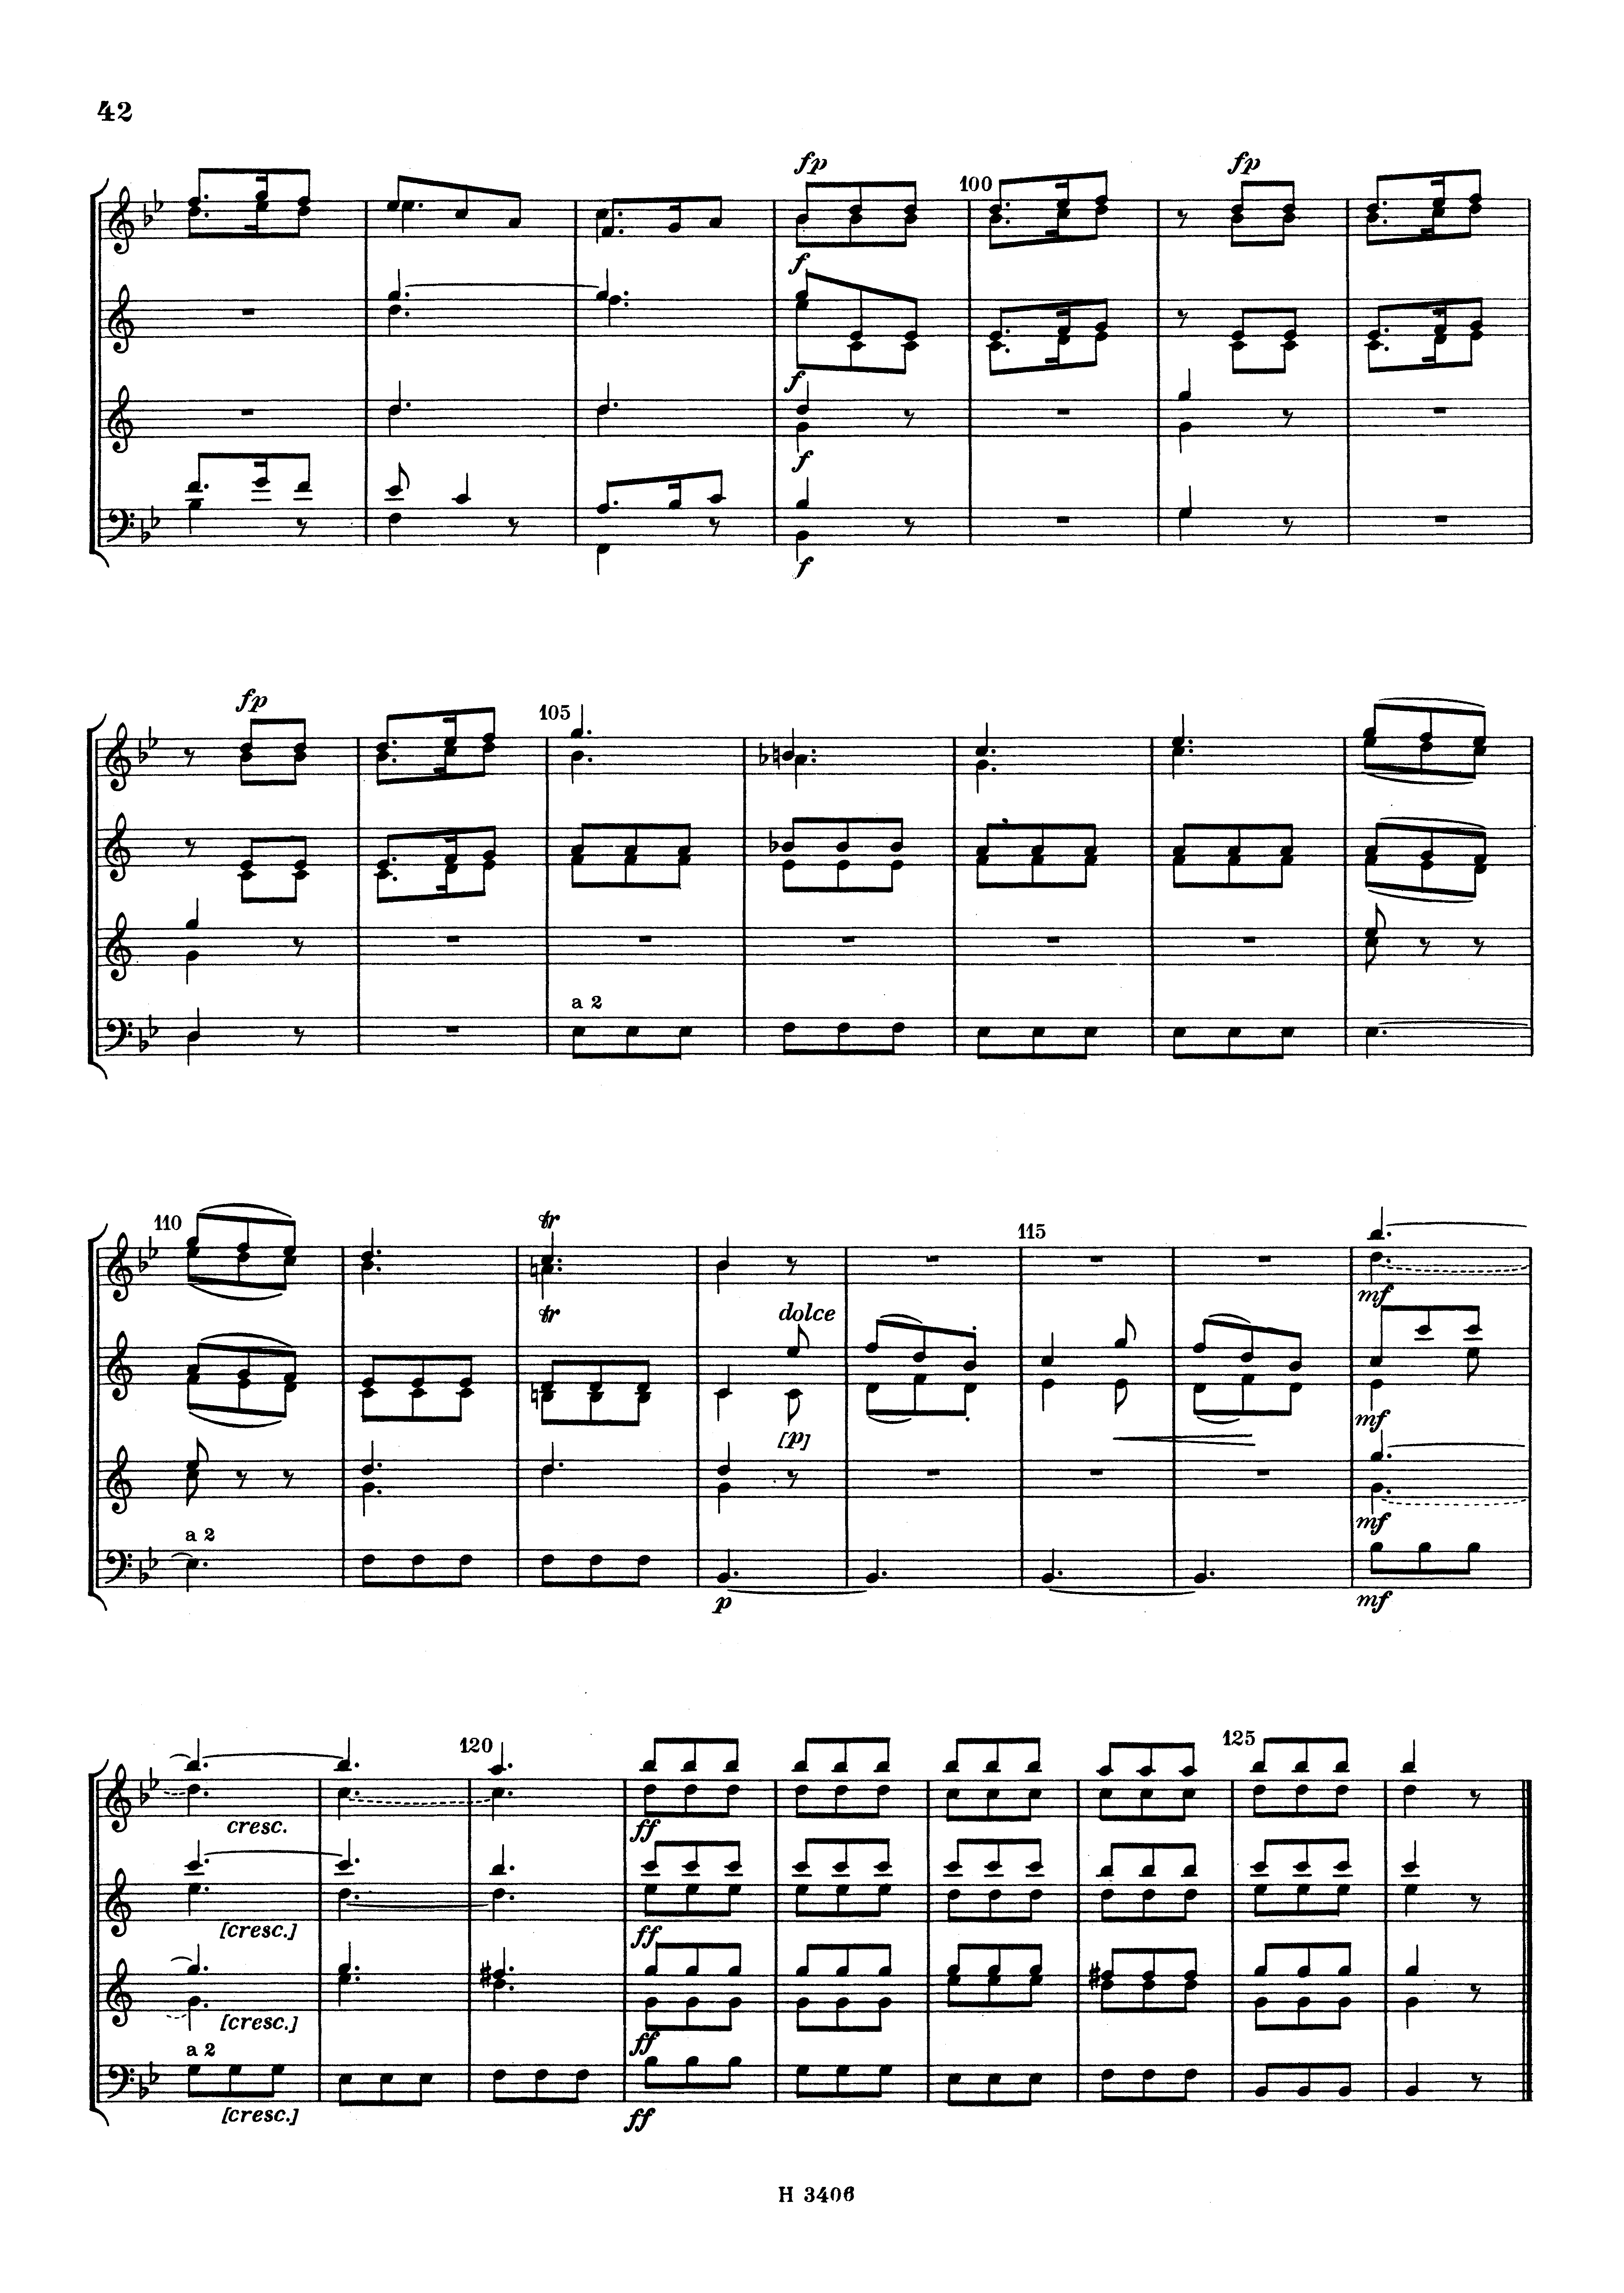 42
fp 100 fp
f
f
f
f
fp 105
a 2
110 tr 115
tr dolce mf
[p] mf
mf
a 2
p mf
120 125
cresc. ff
[cresc.] ff
[cresc.] ff
a 2
[cresc.] ff
H 3406